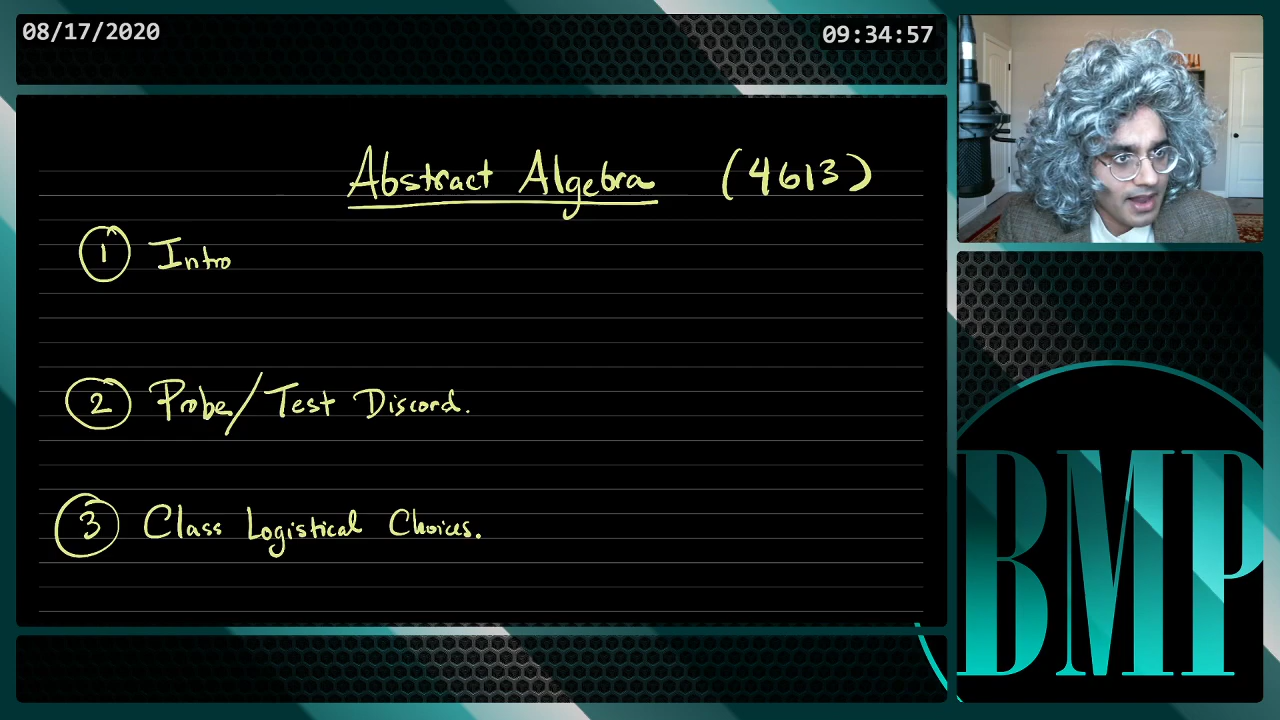 08/17/2020
09:34:57
Abstract Algebra (4613)
1 Intro
2 Probe/Test Discord.
3 Class Logistical Choices.
BMP